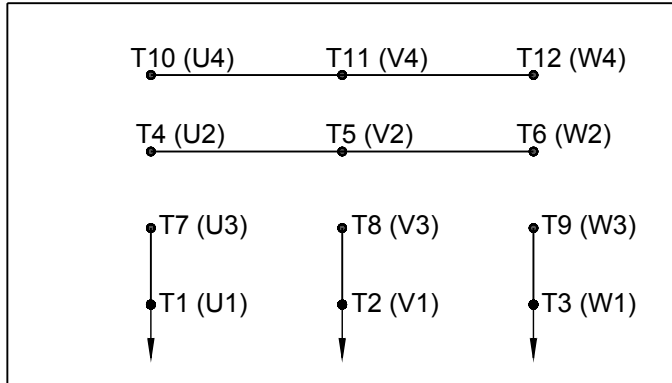 T10 (U4) T11 (V4) T12 (W4)
T4 (U2) T5 (V2) T6 (W2)
T7 (U3) T8 (V3) T9 (W3)
T1 (U1) T2 (V1) T3 (W1)